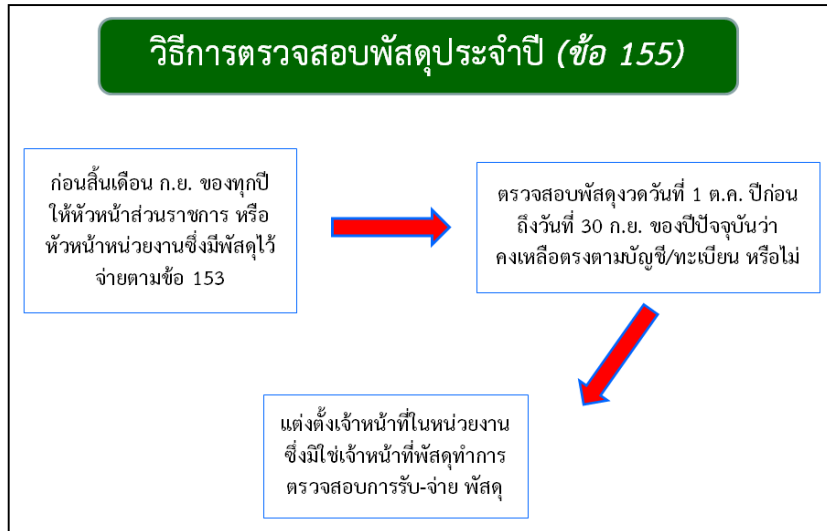 วิธีการตรวจสอบพัสดุประจำปี (ข้อ 155)
ก่อนสิ้นเดือน ก.ย. ของทุกปี
ให้หัวหน้าส่วนราชการ หรือ
หัวหน้าหน่วยงานซึ่งมีพัสดุไว้
จ่ายตามข้อ 153
ตรวจสอบพัสดุงวดวันที่ 1 ต.ค. ปีก่อน
ถึงวันที่ 30 ก.ย. ของปีปัจจุบันว่า
คงเหลือตรงตามบัญชี/ทะเบียน หรือไม่
แต่งตั้งเจ้าหน้าที่ในหน่วยงาน
ซึ่งมิใช่เจ้าหน้าที่พัสดุทำการ
ตรวจสอบการรับ-จ่าย พัสดุ